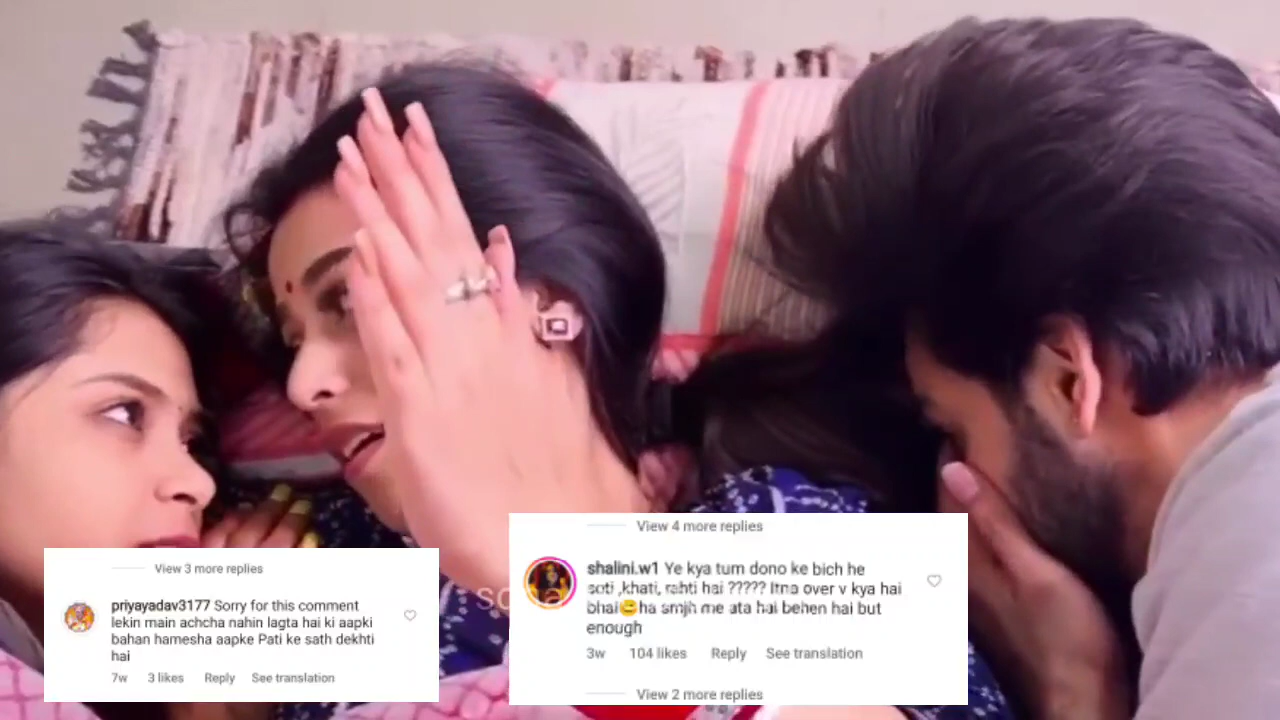 View 3 more replies
priyayadav3177 Sorry for this comment
lekin main achcha nahin lagta hai ki aapki
bahan hamesha aapke Pati ke sath dekhti
hai
7w 3 likes Reply See translation
View 4 more replies
shalini.w1 Ye kya tum dono ke bich he
soti ,khati, rahti hai ????? Itna over v kya hai
bhai😅ha smjh me ata hai behen hai but
enough
3w 104 likes Reply See translation
View 2 more replies